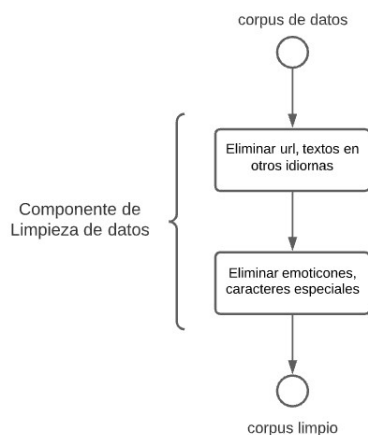 corpus de datos
Eliminar url, textos en
otros idiornas
Componente de
Limpieza de datos
Eliminar emoticones,
caracteres especiales
corpus limpio